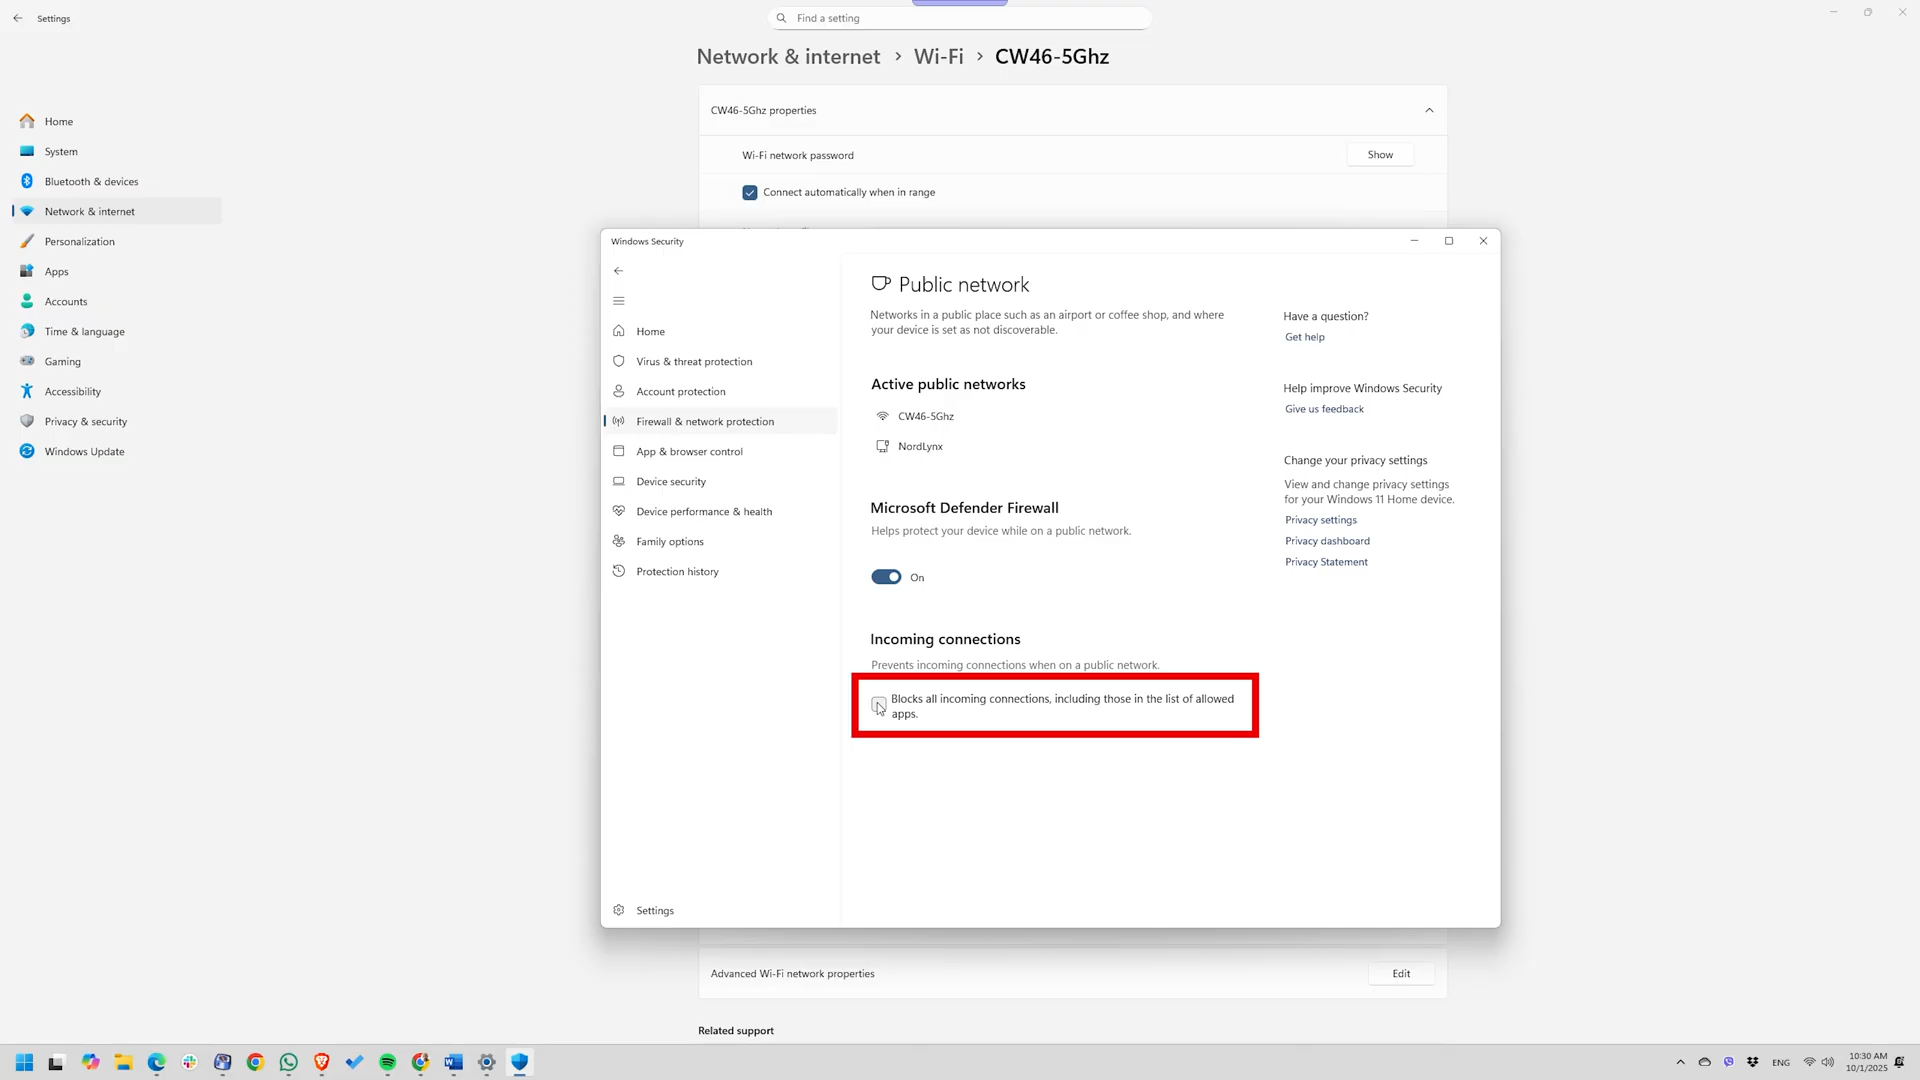 Settings
Find a setting
Network & internet > Wi-Fi > CW46-5Ghz
Home
System
Bluetooth & devices
Network & internet
Personalization
Apps
Accounts
Time & language
Gaming
Accessibility
Privacy & security
Windows Update
CW46-5Ghz properties
Wi-Fi network password
Show
Connect automatically when in range
Windows Security
Home
Virus & threat protection
Account protection
Firewall & network protection
App & browser control
Device security
Device performance & health
Family options
Protection history
Settings
Public network
Networks in a public place such as an airport or coffee shop, and where
your device is set as not discoverable.
Active public networks
CW46-5Ghz
NordLynx
Microsoft Defender Firewall
Helps protect your device while on a public network.
On
Incoming connections
Prevents incoming connections when on a public network.
Blocks all incoming connections, including those in the list of allowed
apps.
Have a question?
Get help
Help improve Windows Security
Give us feedback
Change your privacy settings
View and change privacy settings
for your Windows 11 Home device.
Privacy settings
Privacy dashboard
Privacy Statement
Advanced Wi-Fi network properties
Edit
Related support
ENG
10:30 AM
10/1/2025